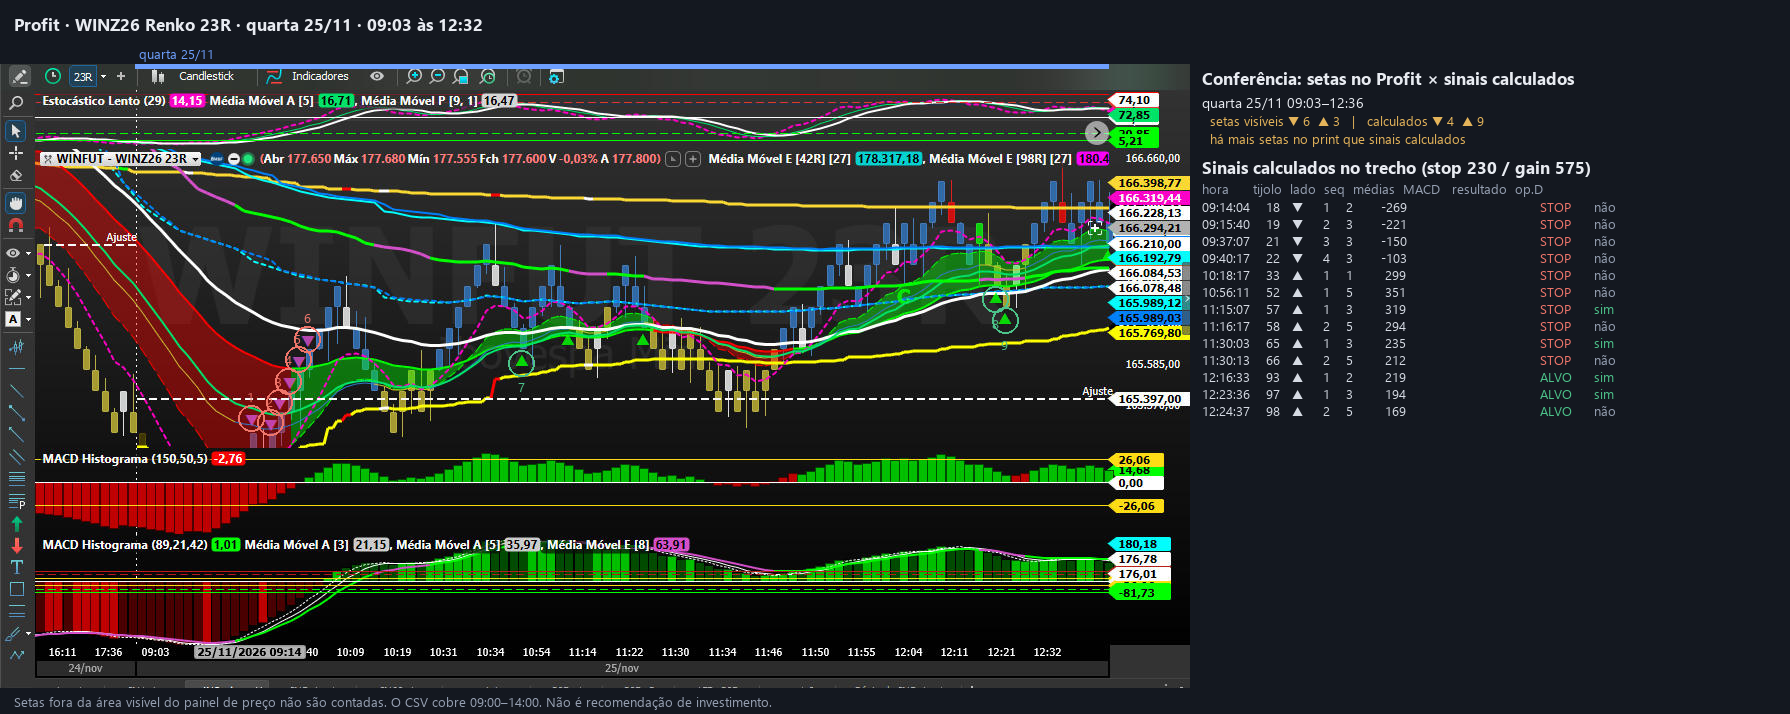 Profit · WINZ26 Renko 23R · quarta 25/11 · 09:03 às 12:32
quarta 25/11
23R Candlestick Indicadores
Estocástico Lento (29) 14,15 Média Móvel A [5] 16,71, Média Móvel P [9, 1] 16,47
74,10
72,85
5,21
WINFUT - WINZ26 23R (Abr 177.650 Máx 177.680 Mín 177.555 Fch 177.600 V -0,03% A 177.800) Média Móvel E [42R] [27] 178.317,18, Média Móvel E [98R] [27] 180.4
166.660,00
166.398,77
166.319,44
166.228,13
166.294,21
166.210,00
166.192,79
166.084,53
166.078,48
165.989,12
165.989,03
165.769,80
165.585,00
165.397,00
Ajuste
Ajuste
6
7
9
MACD Histograma (150,50,5) -2,76
26,06
14,68
0,00
-26,06
MACD Histograma (89,21,42) 1,01 Média Móvel A [3] 21,15, Média Móvel A [5] 35,97, Média Móvel E [8] 63,91
180,18
176,78
176,01
-81,73
16:11 17:36 09:03 25/11/2026 09:14 40 10:09 10:19 10:31 10:34 10:54 11:14 11:22 11:30 11:34 11:46 11:50 11:55 12:04 12:11 12:21 12:32
24/nov 25/nov
Conferência: setas no Profit × sinais calculados
quarta 25/11 09:03–12:36
setas visíveis ▼ 6 ▲ 3 | calculados ▼ 4 ▲ 9
há mais setas no print que sinais calculados
Sinais calculados no trecho (stop 230 / gain 575)
hora tijolo lado seq médias MACD resultado op.D
09:14:04 18 ▼ 1 2 -269 STOP não
09:15:40 19 ▼ 2 3 -221 STOP não
09:37:07 21 ▼ 3 3 -150 STOP não
09:40:17 22 ▼ 4 3 -103 STOP não
10:18:17 33 ▲ 1 1 299 STOP não
10:56:11 52 ▲ 1 5 351 STOP não
11:15:07 57 ▲ 1 3 319 STOP sim
11:16:17 58 ▲ 2 5 294 STOP não
11:30:03 65 ▲ 1 3 235 STOP sim
11:30:13 66 ▲ 2 5 212 STOP não
12:16:33 93 ▲ 1 2 219 ALVO sim
12:23:36 97 ▲ 1 3 194 ALVO sim
12:24:37 98 ▲ 2 5 169 ALVO não
Setas fora da área visível do painel de preço não são contadas. O CSV cobre 09:00–14:00. Não é recomendação de investimento.